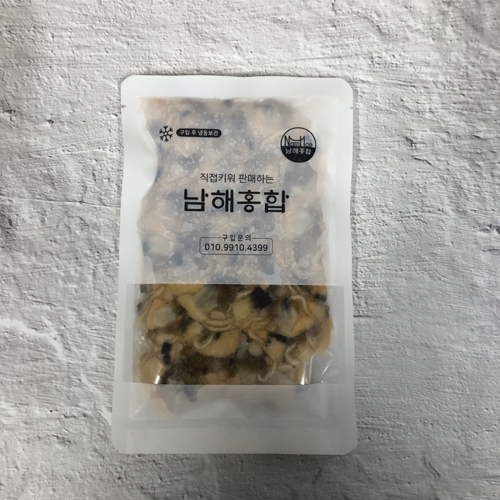 구입 후 냉동보관
남해홍합
직접키워 판매하는
남해홍합
구입문의
010.9910.4399